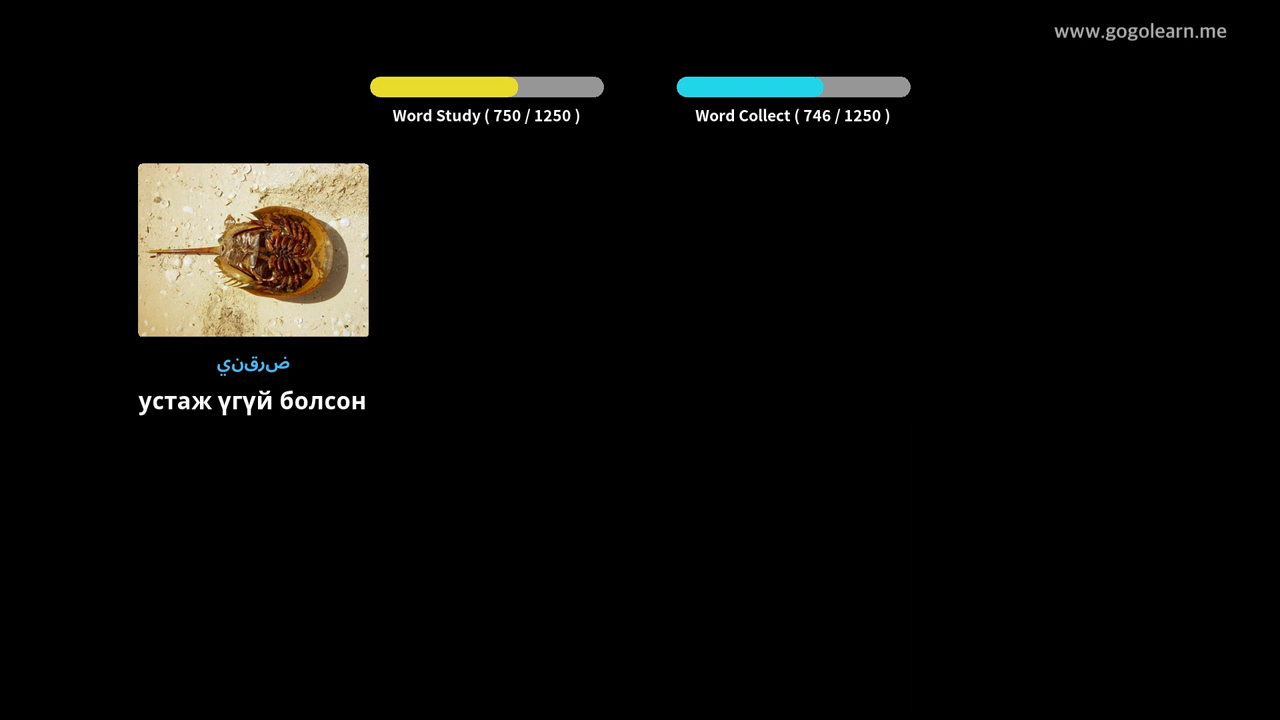 www.gogolearn.me
Word Study ( 750 / 1250 )
Word Collect ( 746 / 1250 )
ضرقني
устаж үгүй болсон